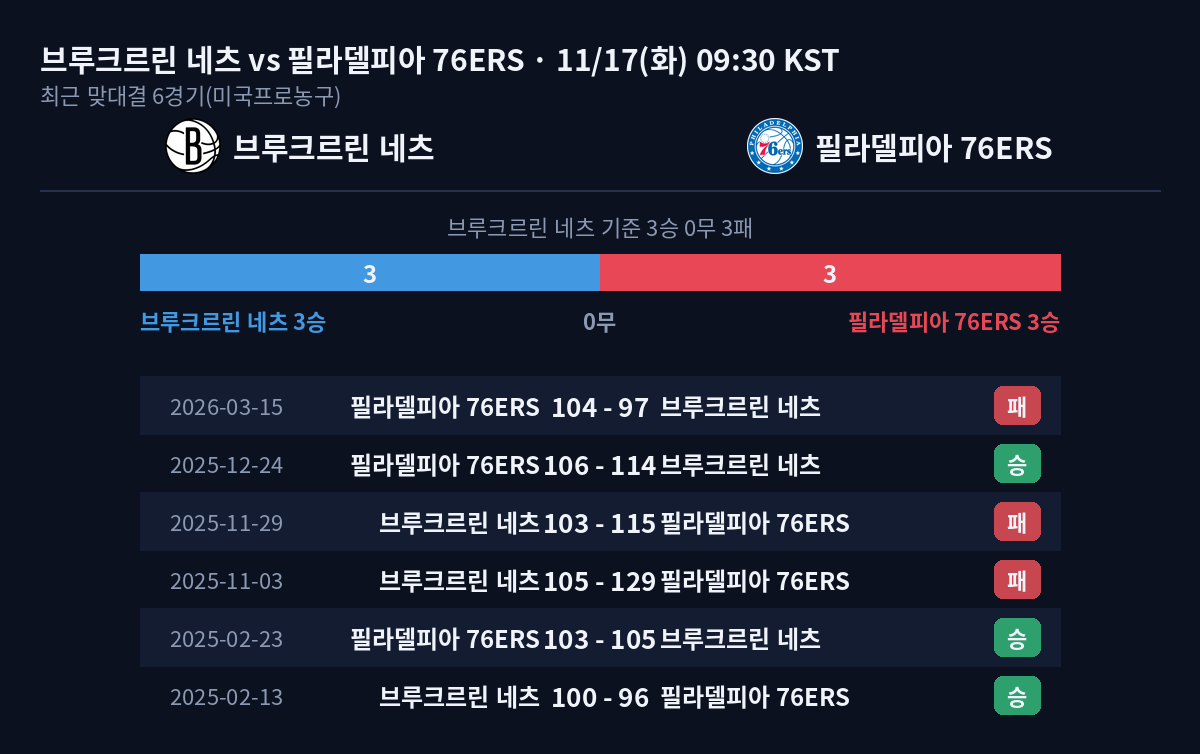 브루크르린 네츠 vs 필라델피아 76ERS · 11/17(화) 09:30 KST
최근 맞대결 6경기(미국프로농구)
B 브루크르린 네츠
PHILADELPHIA 76ers 필라델피아 76ERS
브루크르린 네츠 기준 3승 0무 3패
3 3
브루크르린 네츠 3승 0무 필라델피아 76ERS 3승
2026-03-15 필라델피아 76ERS 104 - 97 브루크르린 네츠 패
2025-12-24 필라델피아 76ERS 106 - 114 브루크르린 네츠 승
2025-11-29 브루크르린 네츠 103 - 115 필라델피아 76ERS 패
2025-11-03 브루크르린 네츠 105 - 129 필라델피아 76ERS 패
2025-02-23 필라델피아 76ERS 103 - 105 브루크르린 네츠 승
2025-02-13 브루크르린 네츠 100 - 96 필라델피아 76ERS 승